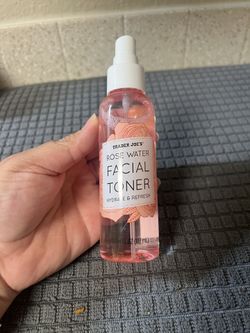 TRADER JOE'S
ROSE WATER
FACIAL
TONER
HYDRATE & REFRESH